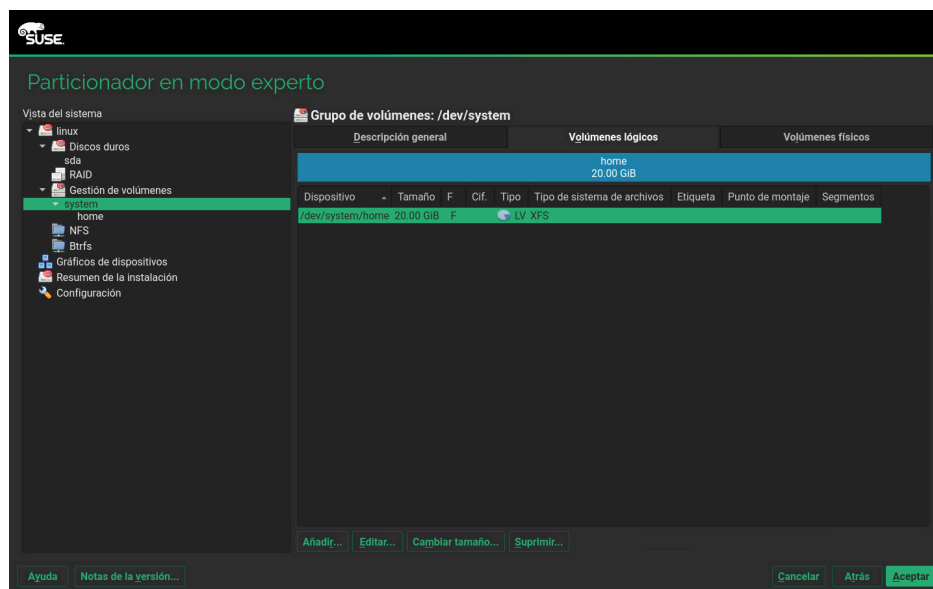 SUSE.
Particionador en modo experto
Vista del sistema
linux
Discos duros
sda
RAID
Gestión de volúmenes
system
home
NFS
Btrfs
Gráficos de dispositivos
Resumen de la instalación
Configuración
Grupo de volúmenes: /dev/system
Descripción general Volúmenes lógicos Volúmenes físicos
home
20.00 GiB
Dispositivo Tamaño F Cif. Tipo Tipo de sistema de archivos Etiqueta Punto de montaje Segmentos
/dev/system/home 20.00 GiB F LV XFS
Añadir... Editar... Cambiar tamaño... Suprimir...
Ayuda Notas de la versión... Cancelar Atrás Aceptar